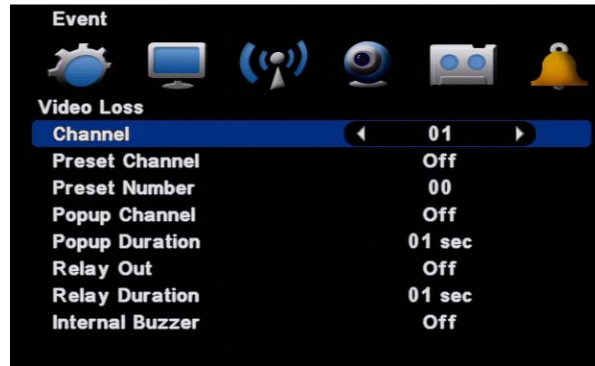 Event
Video Loss
Channel 01
Preset Channel Off
Preset Number 00
Popup Channel Off
Popup Duration 01 sec
Relay Out Off
Relay Duration 01 sec
Internal Buzzer Off